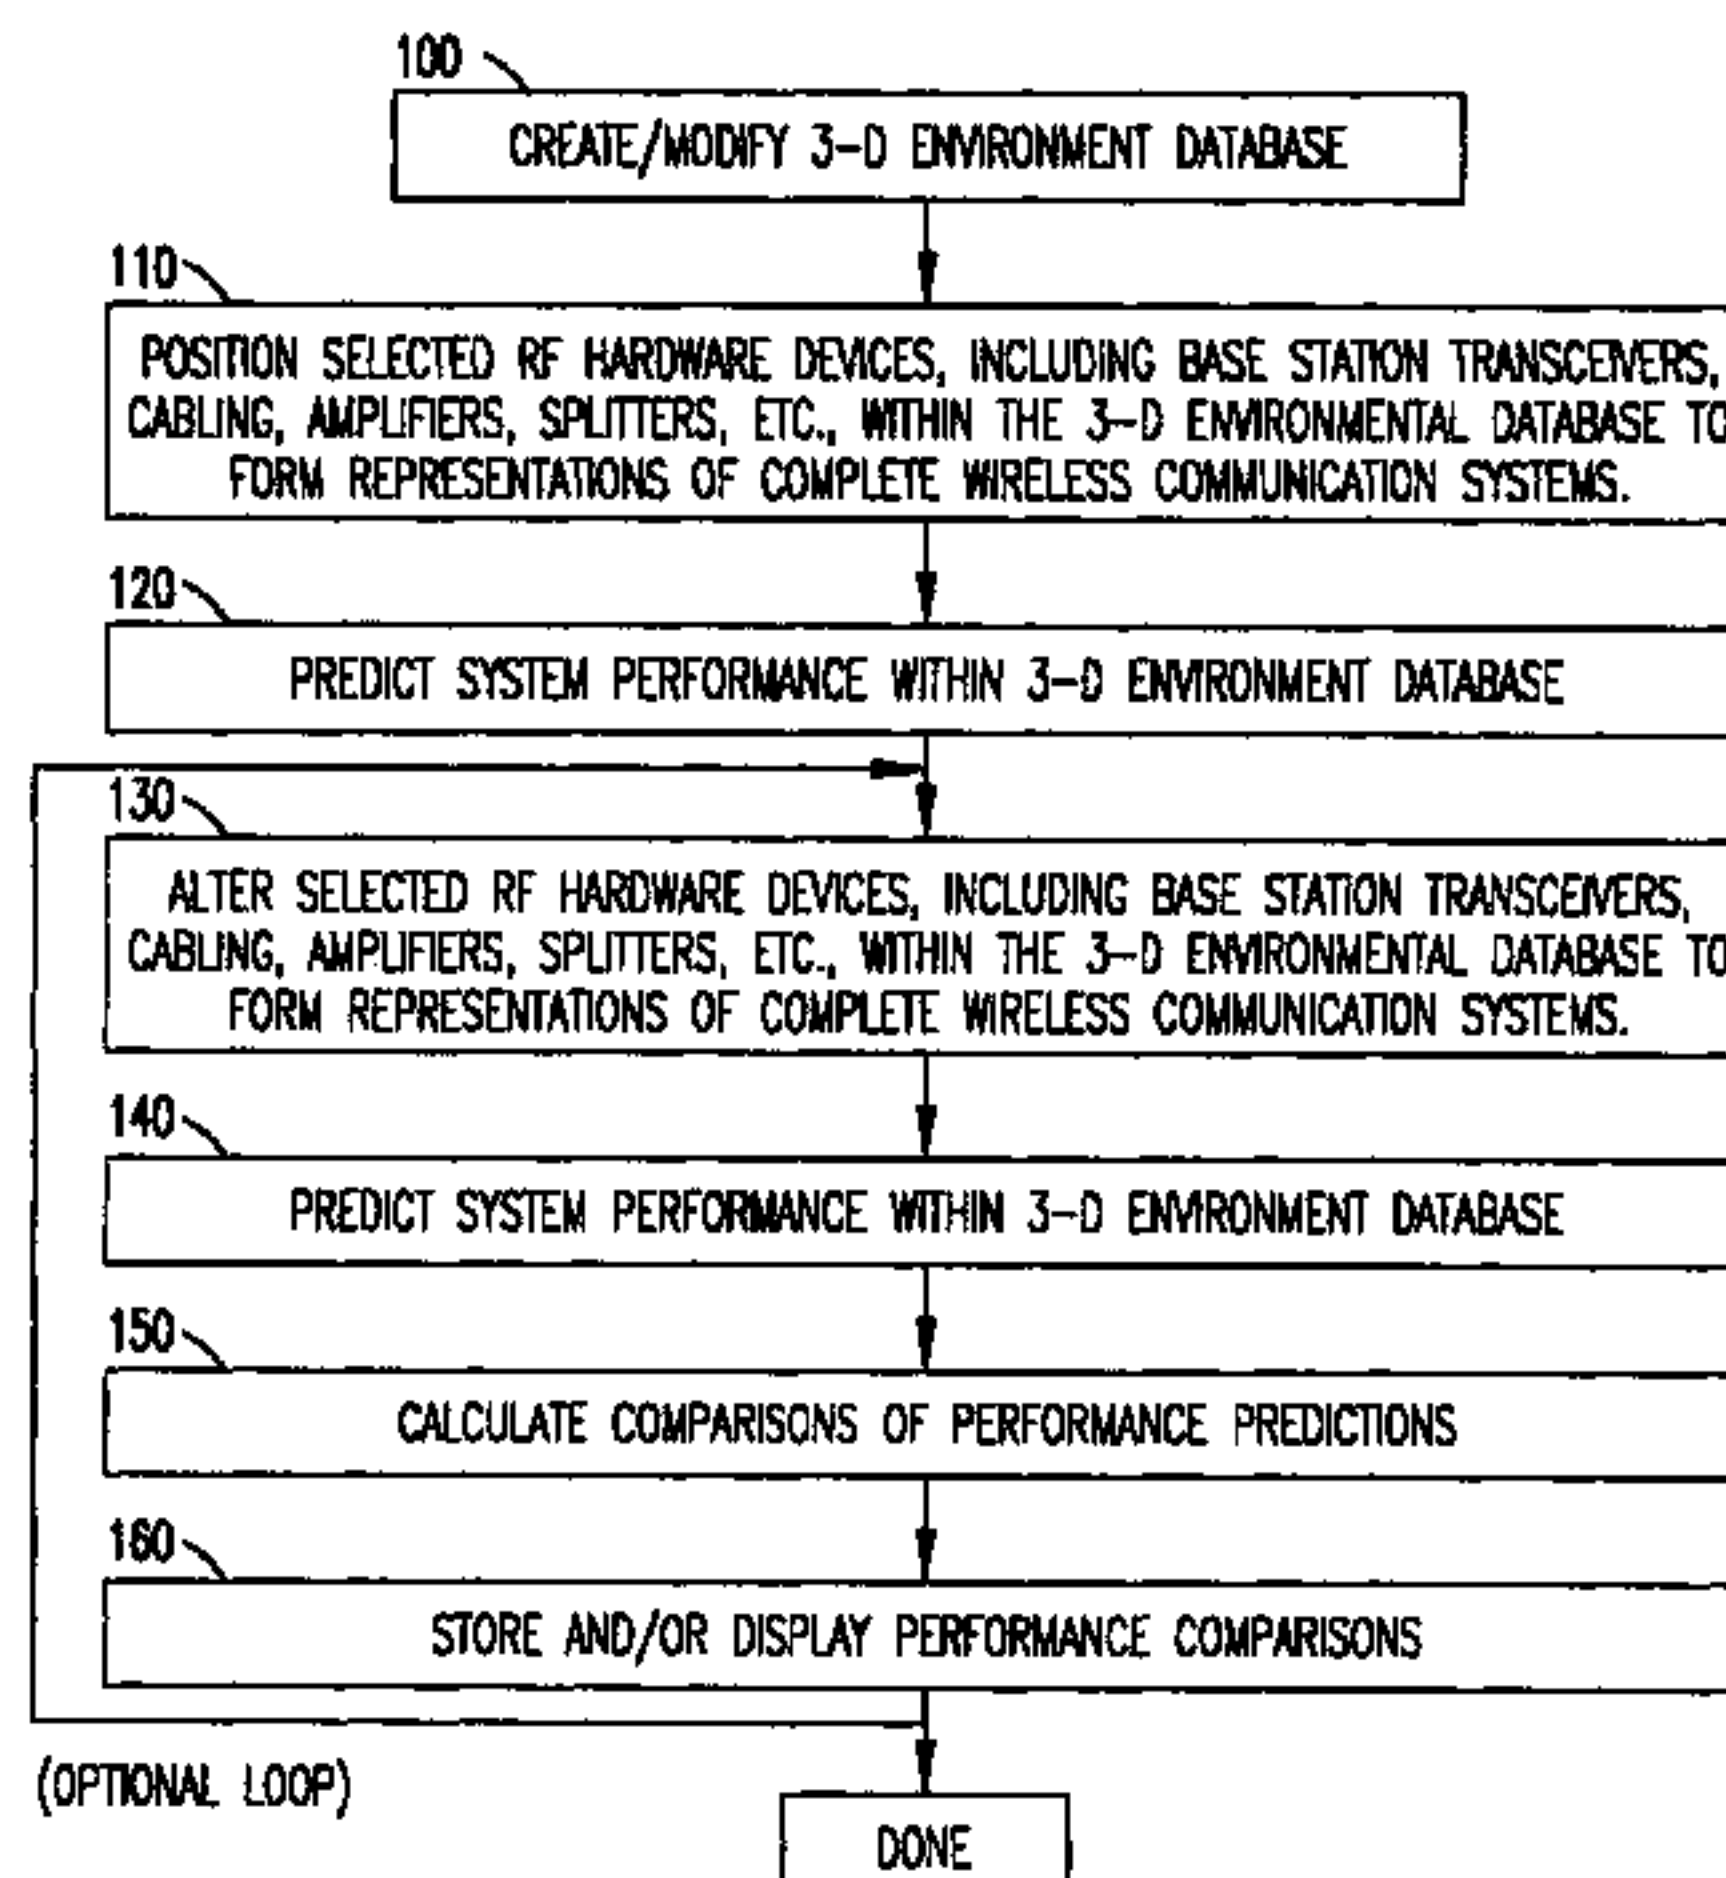 100
CREATE/MODIFY 3-D ENVIRONMENT DATABASE
110
POSITION SELECTED RF HARDWARE DEVICES, INCLUDING BASE STATION TRANSCEIVERS,
CABLING, AMPLIFIERS, SPLITTERS, ETC., WITHIN THE 3-D ENVIRONMENTAL DATABASE TO
FORM REPRESENTATIONS OF COMPLETE WIRELESS COMMUNICATION SYSTEMS.
120
PREDICT SYSTEM PERFORMANCE WITHIN 3-D ENVIRONMENT DATABASE
130
ALTER SELECTED RF HARDWARE DEVICES, INCLUDING BASE STATION TRANSCEIVERS,
CABLING, AMPLIFIERS, SPLITTERS, ETC., WITHIN THE 3-D ENVIRONMENTAL DATABASE TO
FORM REPRESENTATIONS OF COMPLETE WIRELESS COMMUNICATION SYSTEMS.
140
PREDICT SYSTEM PERFORMANCE WITHIN 3-D ENVIRONMENT DATABASE
150
CALCULATE COMPARISONS OF PERFORMANCE PREDICTIONS
160
STORE AND/OR DISPLAY PERFORMANCE COMPARISONS
(OPTIONAL LOOP)
DONE